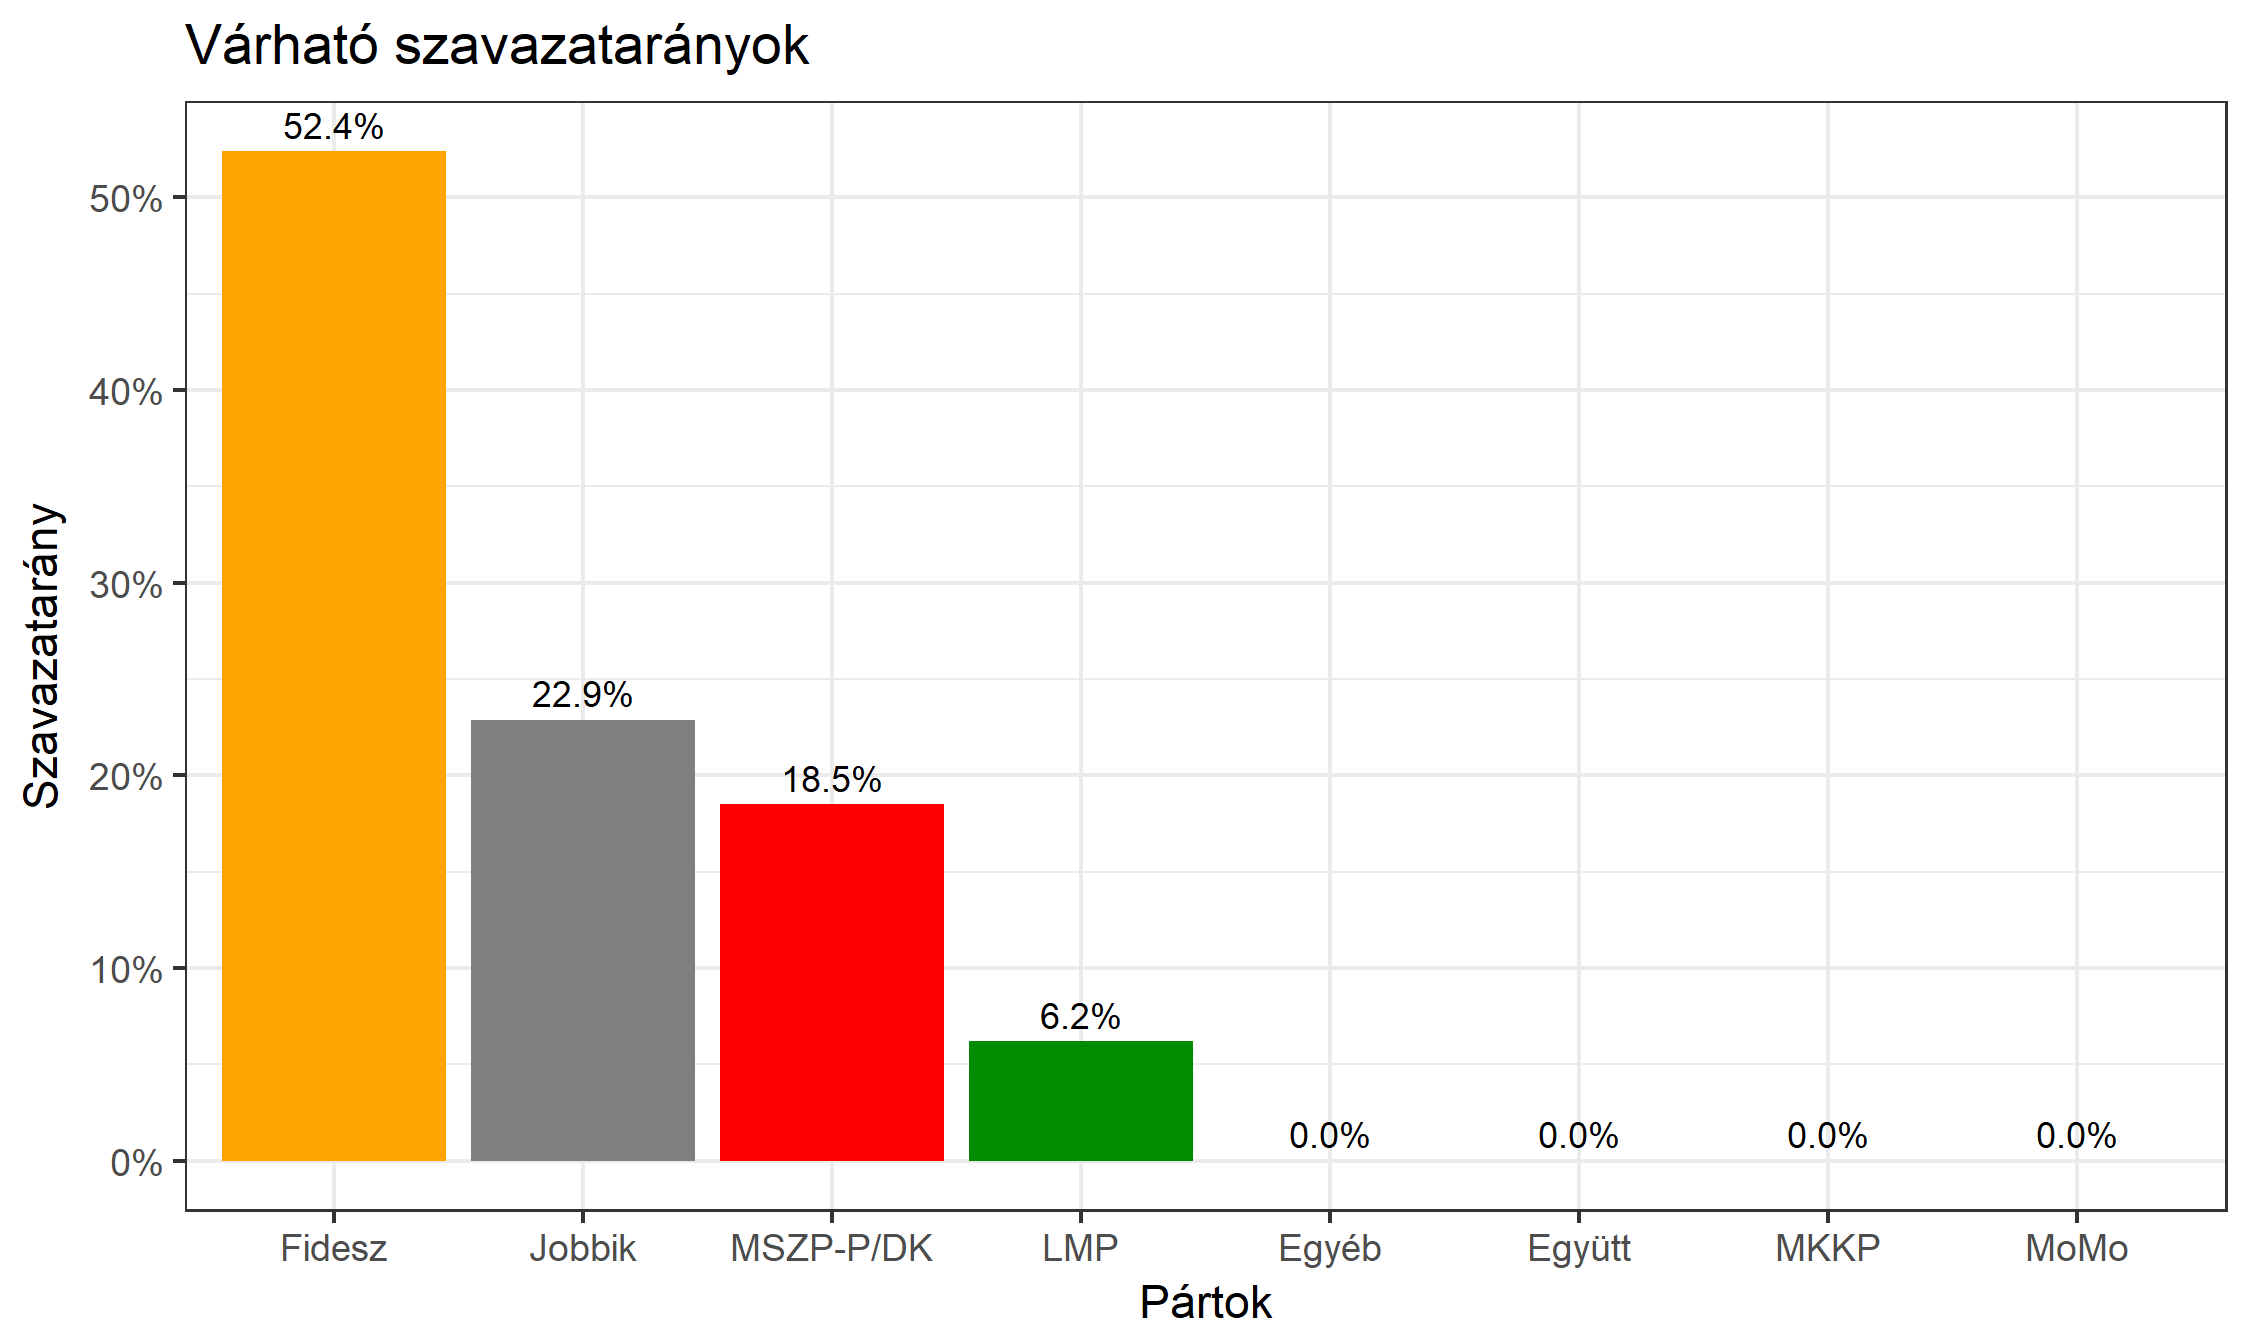 Várható szavazatarányok
52.4%
22.9%
18.5%
6.2%
0.0% 0.0% 0.0% 0.0%
50%
40%
30%
20%
10%
0%
Szavazatarány
Fidesz Jobbik MSZP-P/DK LMP Egyéb Együtt MKKP MoMo
Pártok